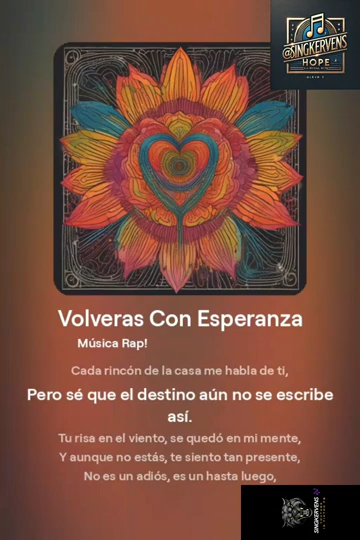 @SINGKERVENS
HOPE
Volveras Con Esperanza
Música Rap!
Cada rincón de la casa me habla de ti,
Pero sé que el destino aún no se escribe
así.
Tu risa en el viento, se quedó en mi mente,
Y aunque no estás, te siento tan presente,
No es un adiós, es un hasta luego,
SINGKERVENS